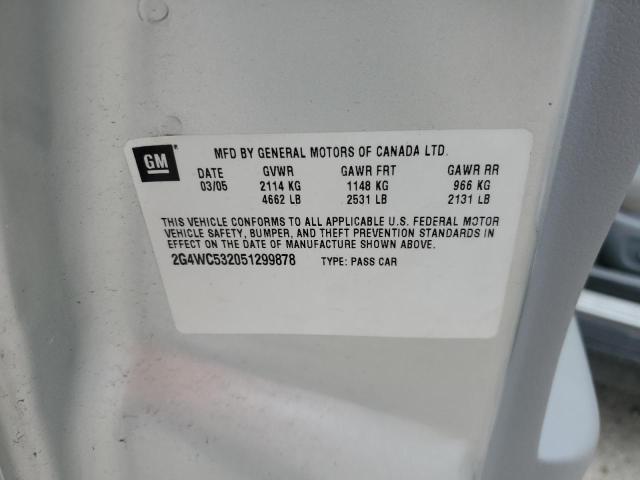 GM
MFD BY GENERAL MOTORS OF CANADA LTD.
DATE GVWR GAWR FRT GAWR RR
03/05 2114 KG 1148 KG 966 KG
4662 LB 2531 LB 2131 LB
THIS VEHICLE CONFORMS TO ALL APPLICABLE U.S. FEDERAL MOTOR
VEHICLE SAFETY, BUMPER, AND THEFT PREVENTION STANDARDS IN
EFFECT ON THE DATE OF MANUFACTURE SHOWN ABOVE.
2G4WC532051299878 TYPE: PASS CAR